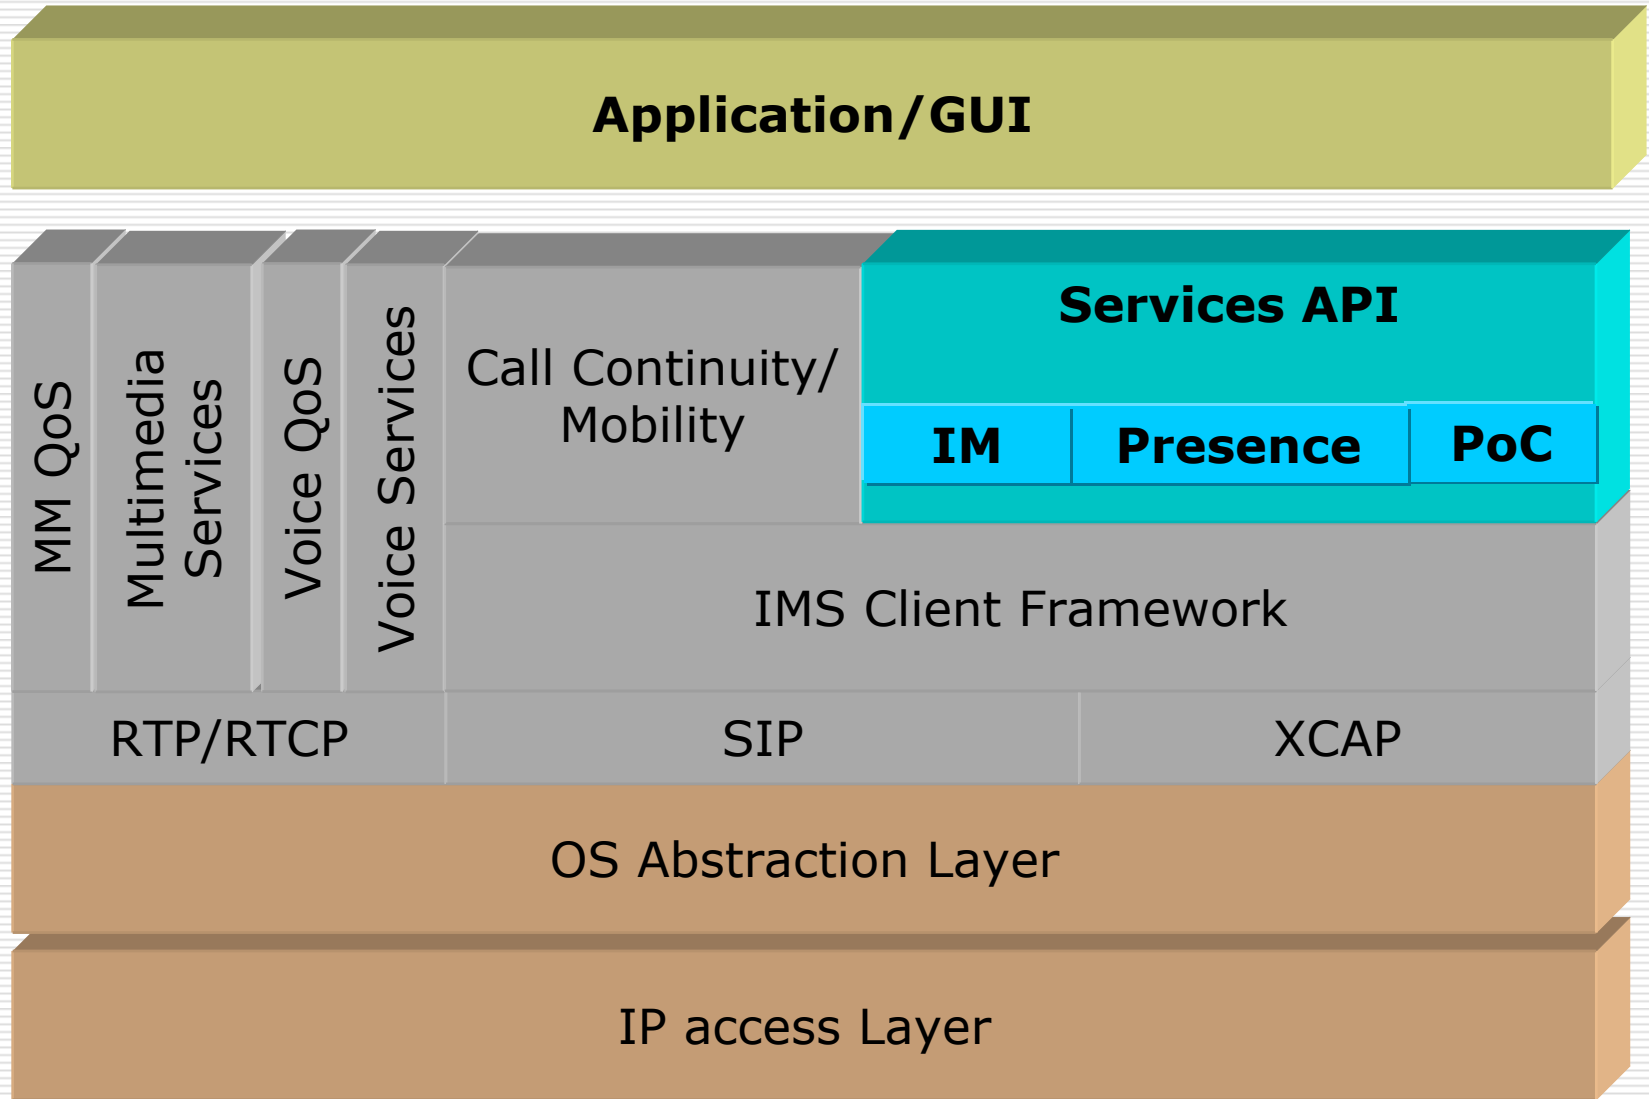 Application/GUI
MM QoS
Multimedia
Services
Voice QoS
Voice Services
Call Continuity/
Mobility
Services API
IM
Presence
PoC
IMS Client Framework
RTP/RTCP
SIP
XCAP
OS Abstraction Layer
IP access Layer